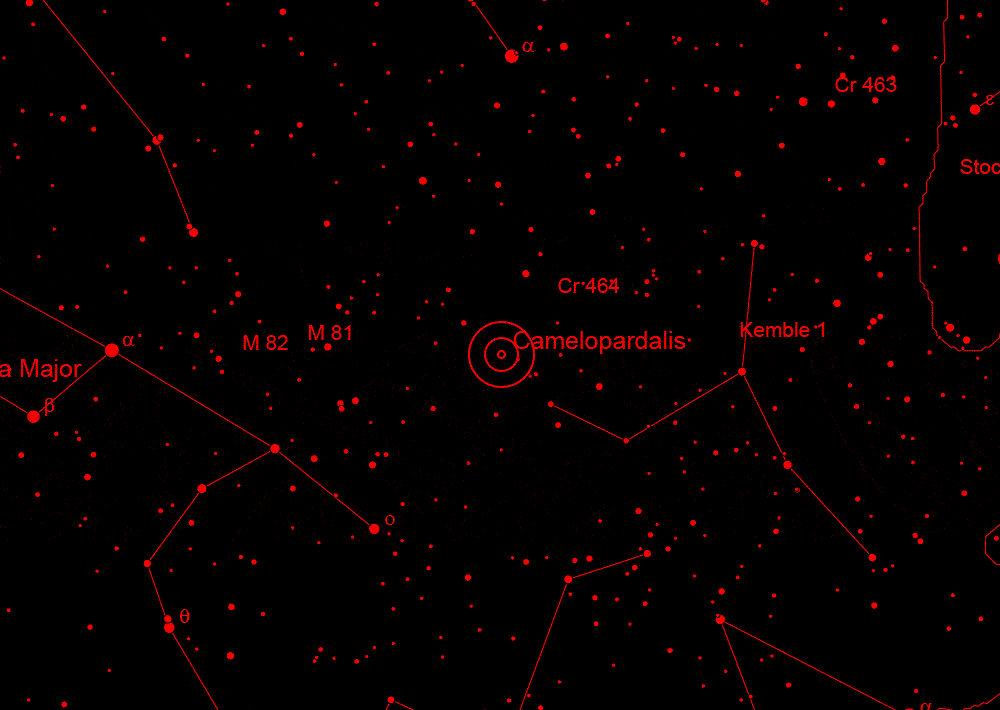 α
Cr 463
ε
Stoc
Cr 464
α
M 82
M 81
Camelopardalis
Kemble 1
a Major
β
ο
θ
α